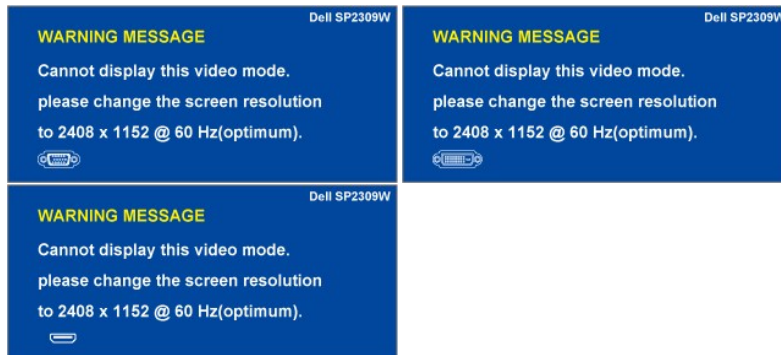 Dell SP2309W
WARNING MESSAGE
Cannot display this video mode.
please change the screen resolution
to 2408 x 1152 @ 60 Hz(optimum).
Dell SP2309W
WARNING MESSAGE
Cannot display this video mode.
please change the screen resolution
to 2408 x 1152 @ 60 Hz(optimum).
Dell SP2309W
WARNING MESSAGE
Cannot display this video mode.
please change the screen resolution
to 2408 x 1152 @ 60 Hz(optimum).